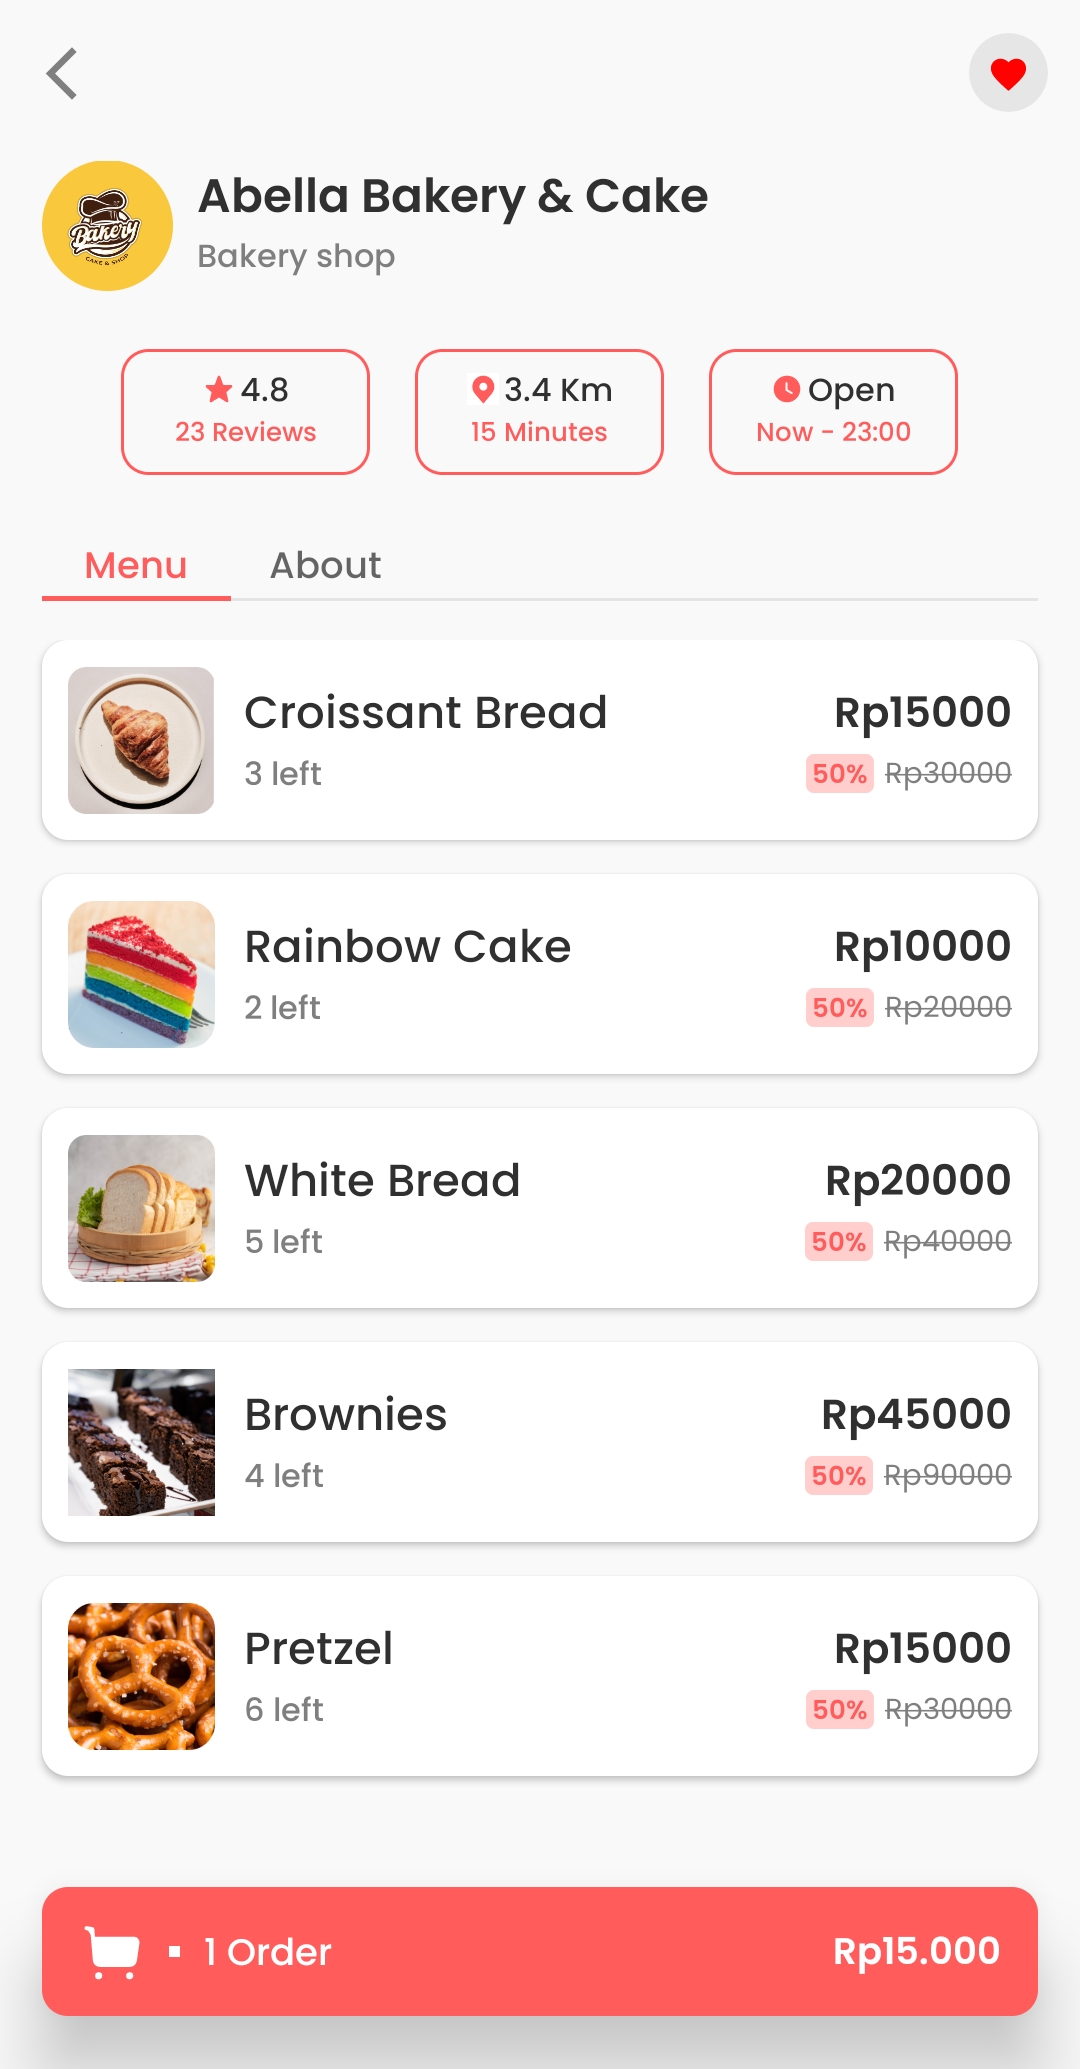 Abella Bakery & Cake
Bakery shop
Bakery
CAKE & SHOP
4.8
23 Reviews
3.4 Km
15 Minutes
Open
Now - 23:00
Menu
About
Croissant Bread
Rp15000
3 left
50% Rp30000
Rainbow Cake
Rp10000
2 left
50% Rp20000
White Bread
Rp20000
5 left
50% Rp40000
Brownies
Rp45000
4 left
50% Rp90000
Pretzel
Rp15000
6 left
50% Rp30000
1 Order
Rp15.000